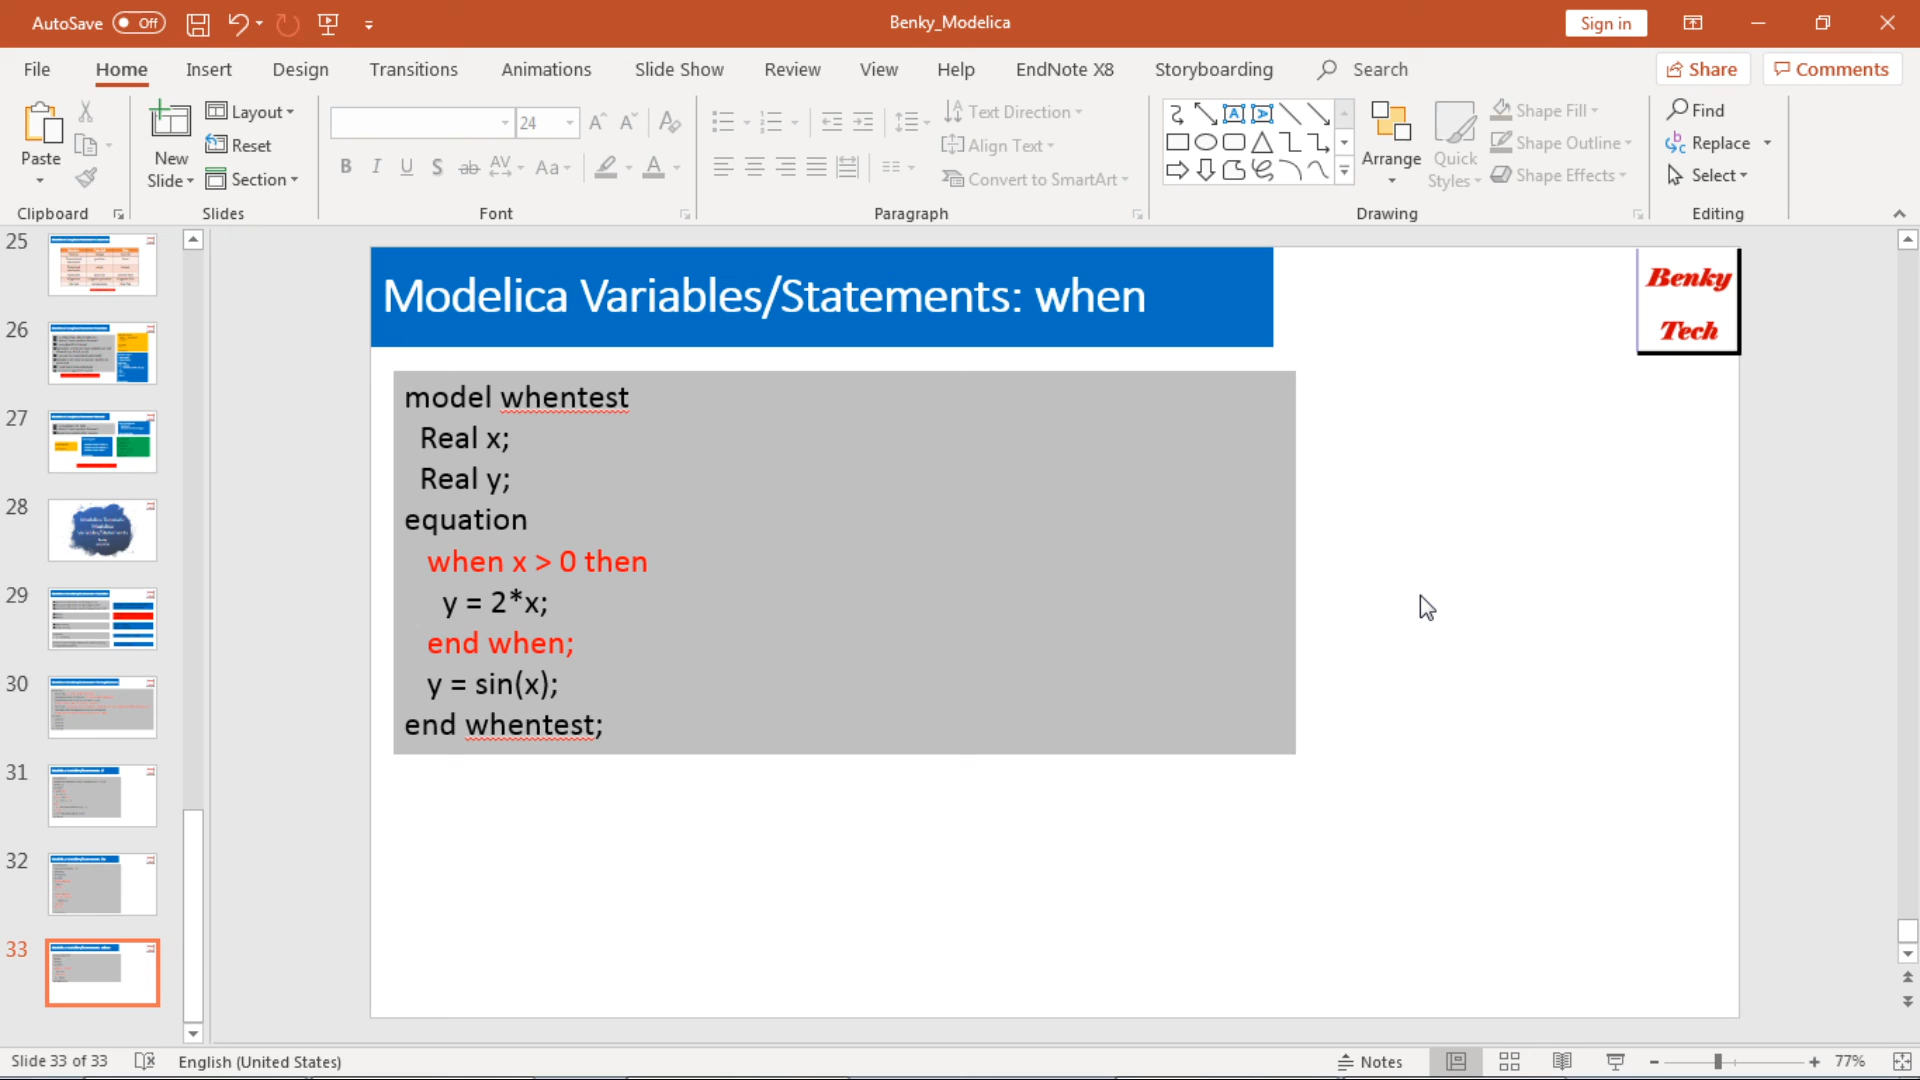 AutoSave Off
Benky_Modelica
Sign in
File Home Insert Design Transitions Animations Slide Show Review View Help EndNote X8 Storyboarding Search
Share Comments
Paste
New Slide
Layout
Reset
Section
24
B I U S ab AV Aa A
Text Direction
Align Text
Convert to SmartArt
Arrange
Quick Styles
Shape Fill
Shape Outline
Shape Effects
Find
Replace
Select
Clipboard Slides Font Paragraph Drawing Editing
25
26
27
28
29
30
31
32
33
Modelica Variables/Statements: when
Benky
Tech
model whentest
Real x;
Real y;
equation
when x > 0 then
y = 2*x;
end when;
y = sin(x);
end whentest;
Slide 33 of 33 English (United States) Notes 77%